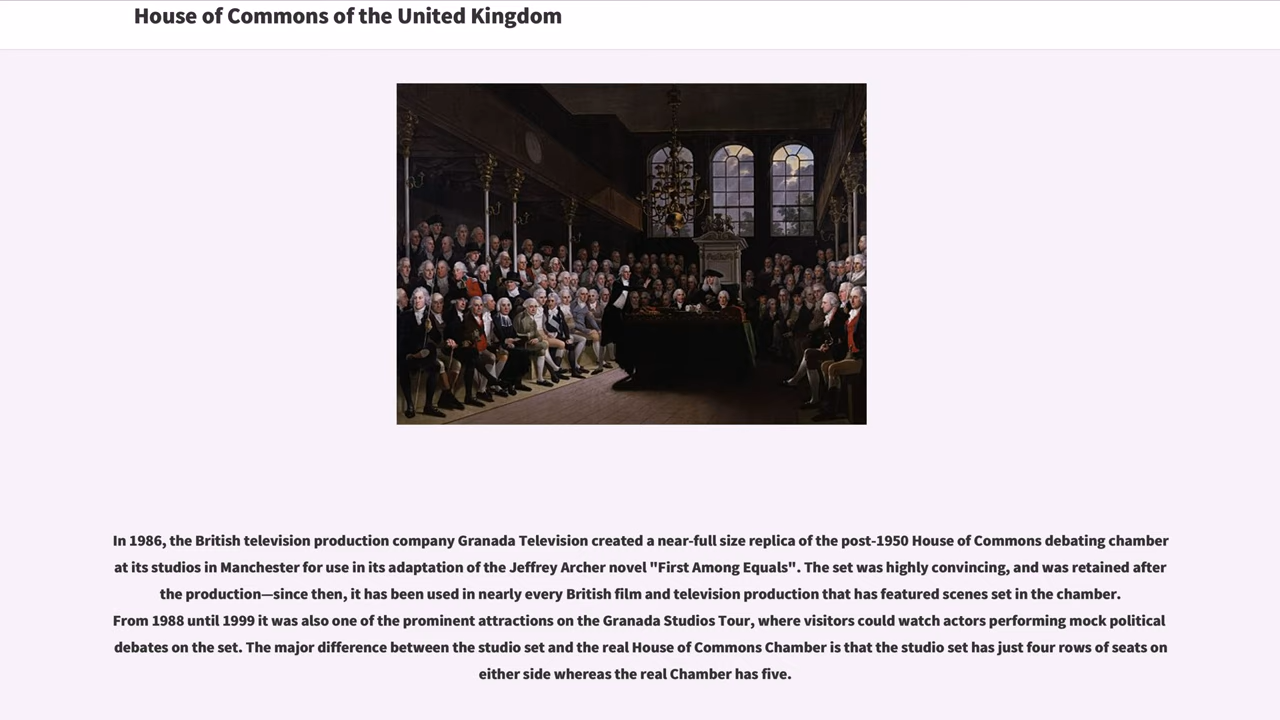 House of Commons of the United Kingdom
In 1986, the British television production company Granada Television created a near-full size replica of the post-1950 House of Commons debating chamber
at its studios in Manchester for use in its adaptation of the Jeffrey Archer novel "First Among Equals". The set was highly convincing, and was retained after
the production—since then, it has been used in nearly every British film and television production that has featured scenes set in the chamber.
From 1988 until 1999 it was also one of the prominent attractions on the Granada Studios Tour, where visitors could watch actors performing mock political
debates on the set. The major difference between the studio set and the real House of Commons Chamber is that the studio set has just four rows of seats on
either side whereas the real Chamber has five.